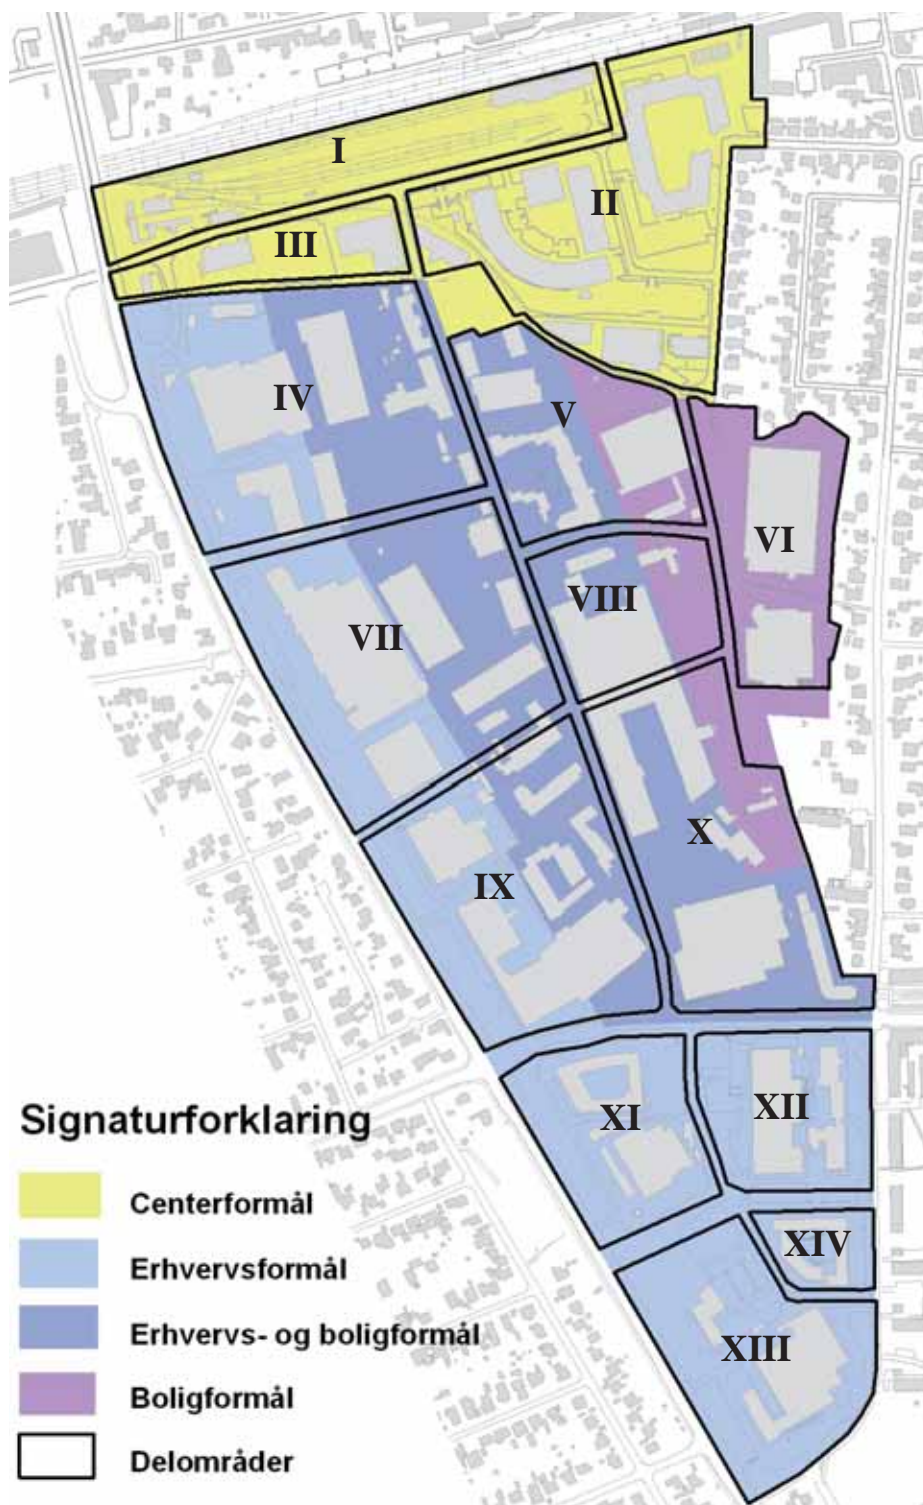 I
II
III
IV
V
VI
VII
VIII
IX
X
XI
XII
XIV
XIII
Signaturforklaring
Centerformål
Erhvervsformål
Erhvervs- og boligformål
Boligformål
Delområder